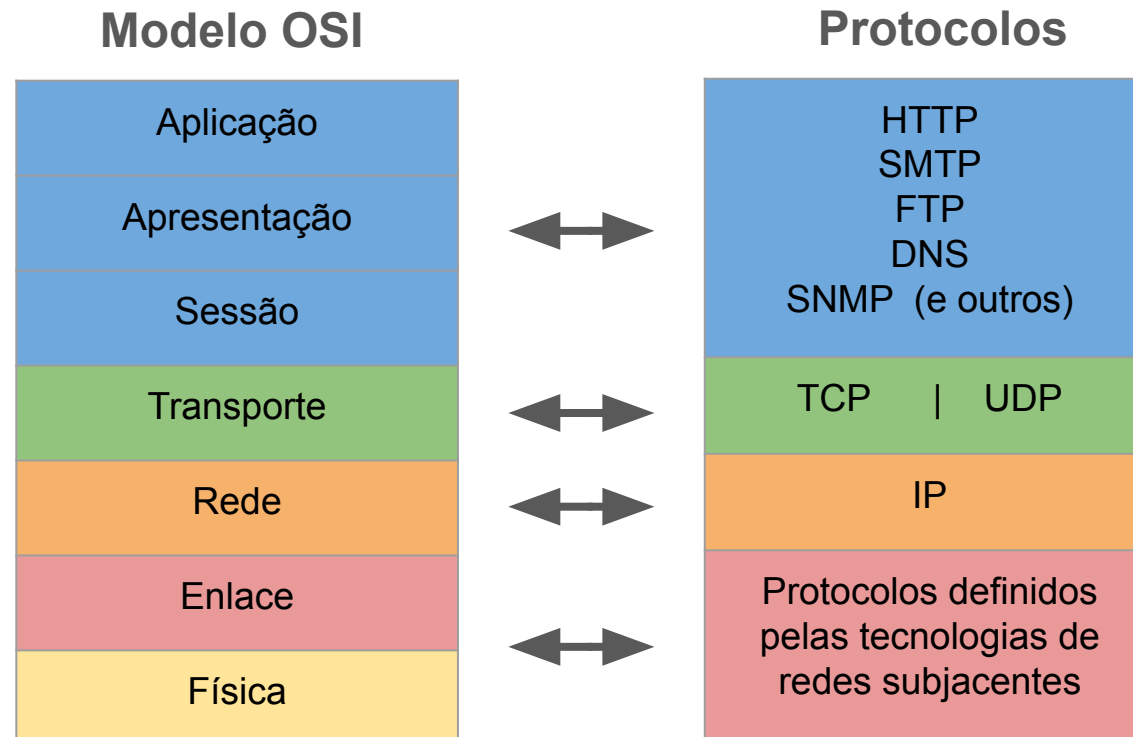 Modelo OSI
Aplicação
Apresentação
Sessão
Transporte
Rede
Enlace
Física
Protocolos
HTTP
SMTP
FTP
DNS
SNMP (e outros)
TCP | UDP
IP
Protocolos definidos
pelas tecnologias de
redes subjacentes